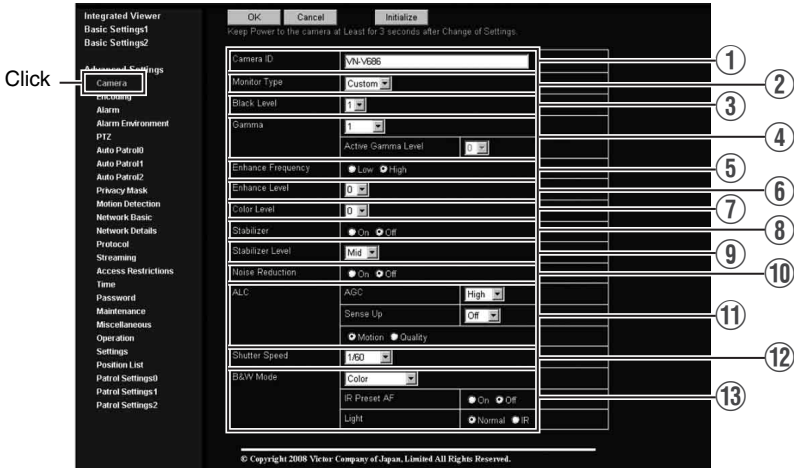 Integrated Viewer
Basic Settings1
Basic Settings2
Advanced Settings
Click
Camera
Encoding
Alarm
Alarm Environment
PTZ
Auto Patrol0
Auto Patrol1
Auto Patrol2
Privacy Mask
Motion Detection
Network Basic
Network Details
Protocol
Streaming
Access Restrictions
Time
Password
Maintenance
Miscellaneous
Operation
Settings
Position List
Patrol Settings0
Patrol Settings1
Patrol Settings2
OK Cancel Initialize
Keep Power to the camera at Least for 3 seconds after Change of Settings.
Camera ID VN-V686 1
Monitor Type Custom 2
Black Level 1 3
Gamma 1 4
Active Gamma Level 0
Enhance Frequency Low High 5
Enhance Level 0 6
Color Level 0 7
Stabilizer On Off 8
Stabilizer Level Mid 9
Noise Reduction On Off 10
ALC AGC High
Sense Up Off 11
Motion Quality
Shutter Speed 1/60 12
B&W Mode Color
IR Preset AF On Off 13
Light Normal IR
© Copyright 2008 Victor Company of Japan, Limited All Rights Reserved.